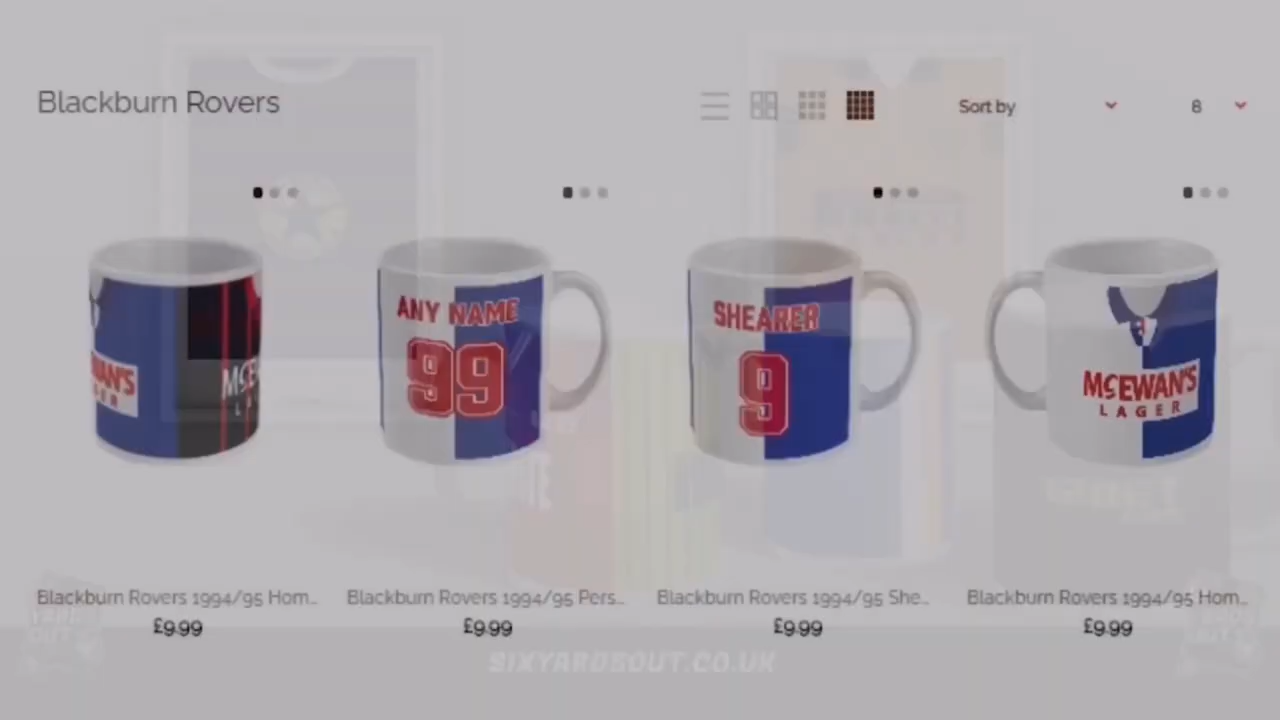 Blackburn Rovers
Sort by
8
ANY NAME
99
SHEARER
9
McEWAN'S
LAGER
Blackburn Rovers 1994/95 Hom...
£9.99
Blackburn Rovers 1994/95 Pers...
£9.99
Blackburn Rovers 1994/95 She...
£9.99
Blackburn Rovers 1994/95 Hom...
£9.99
SIXYARDSOUT.CO.UK